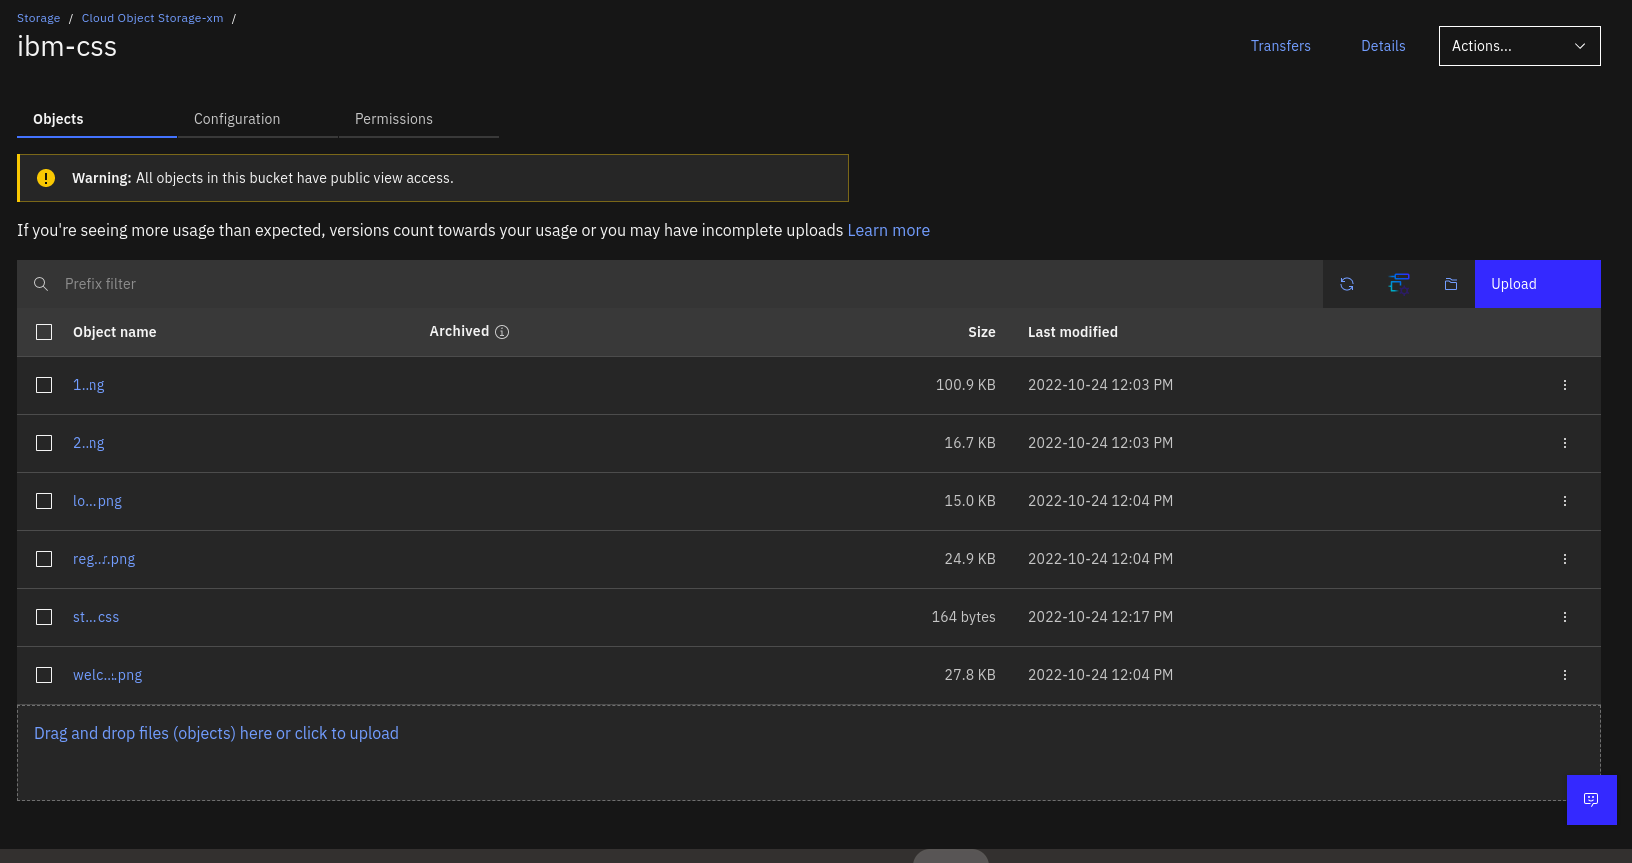 Storage / Cloud Object Storage-xm /
ibm-css
Transfers Details Actions...
Objects Configuration Permissions
Warning: All objects in this bucket have public view access.
If you're seeing more usage than expected, versions count towards your usage or you may have incomplete uploads Learn more
Prefix filter Upload
Object name Archived Size Last modified
1...ng 100.9 KB 2022-10-24 12:03 PM
2...ng 16.7 KB 2022-10-24 12:03 PM
lo...png 15.0 KB 2022-10-24 12:04 PM
reg...r.png 24.9 KB 2022-10-24 12:04 PM
st...css 164 bytes 2022-10-24 12:17 PM
welc....png 27.8 KB 2022-10-24 12:04 PM
Drag and drop files (objects) here or click to upload